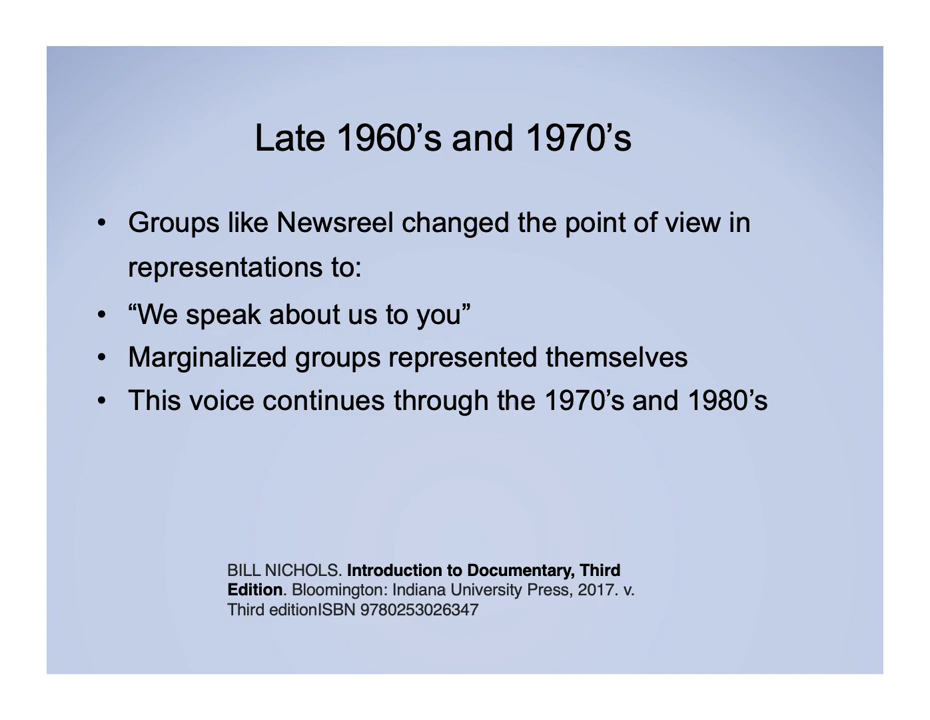 Late 1960’s and 1970’s
• Groups like Newsreel changed the point of view in
representations to:
• “We speak about us to you”
• Marginalized groups represented themselves
• This voice continues through the 1970’s and 1980’s
BILL NICHOLS. Introduction to Documentary, Third
Edition. Bloomington: Indiana University Press, 2017. v.
Third editionISBN 9780253026347